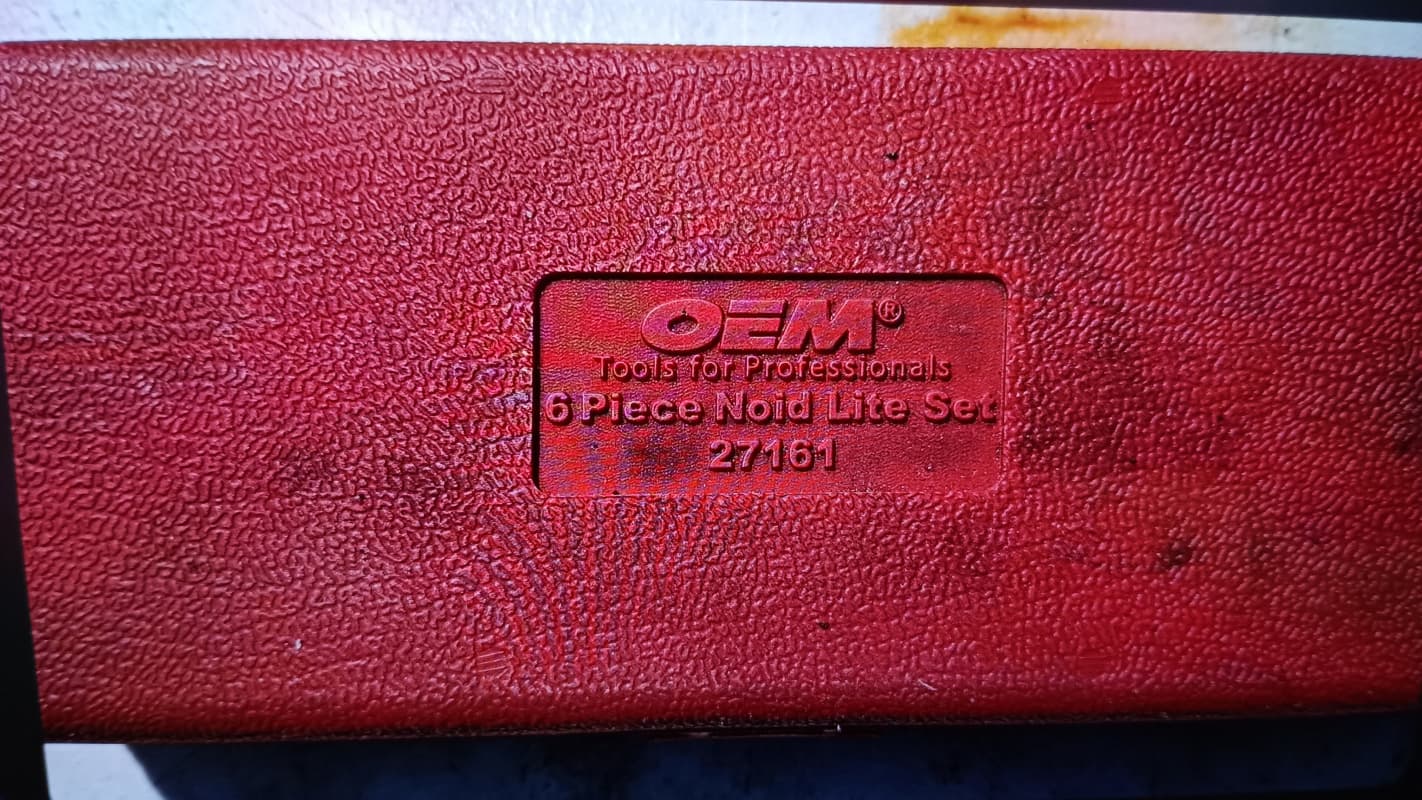 OEM®
Tools for Professionals
6 Piece Noid Lite Set
27161